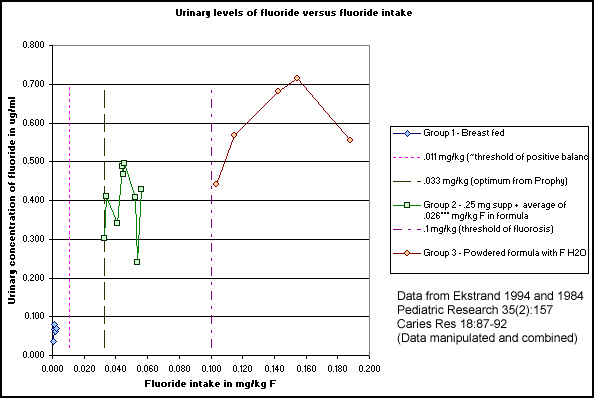 Urinary levels of fluoride versus fluoride intake
Urinary concentration of fluoride in ug/ml
0.800
0.700
0.600
0.500
0.400
0.300
0.200
0.100
0.000
0.000 0.020 0.040 0.060 0.080 0.100 0.120 0.140 0.160 0.180 0.200
Fluoride intake in mg/kg F
Group 1 - Breast fed
.011 mg/kg (~threshold of positive balanc
.033 mg/kg (optimum from Prophy)
Group 2 - .25 mg supp + average of
.026*** mg/kg F in formula
.1 mg/kg (threshold of fluorosis)
Group 3 - Powdered formula with F H2O
Data from Ekstrand 1994 and 1984
Pediatric Research 35(2):157
Caries Res 18:87-92
(Data manipulated and combined)